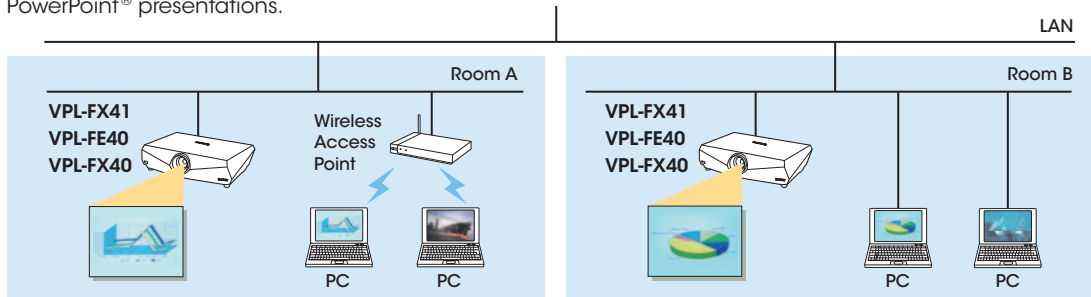 PowerPoint® presentations.
LAN
Room A
VPL-FX41
VPL-FE40
VPL-FX40
Wireless
Access
Point
PC
PC
Room B
VPL-FX41
VPL-FE40
VPL-FX40
PC
PC